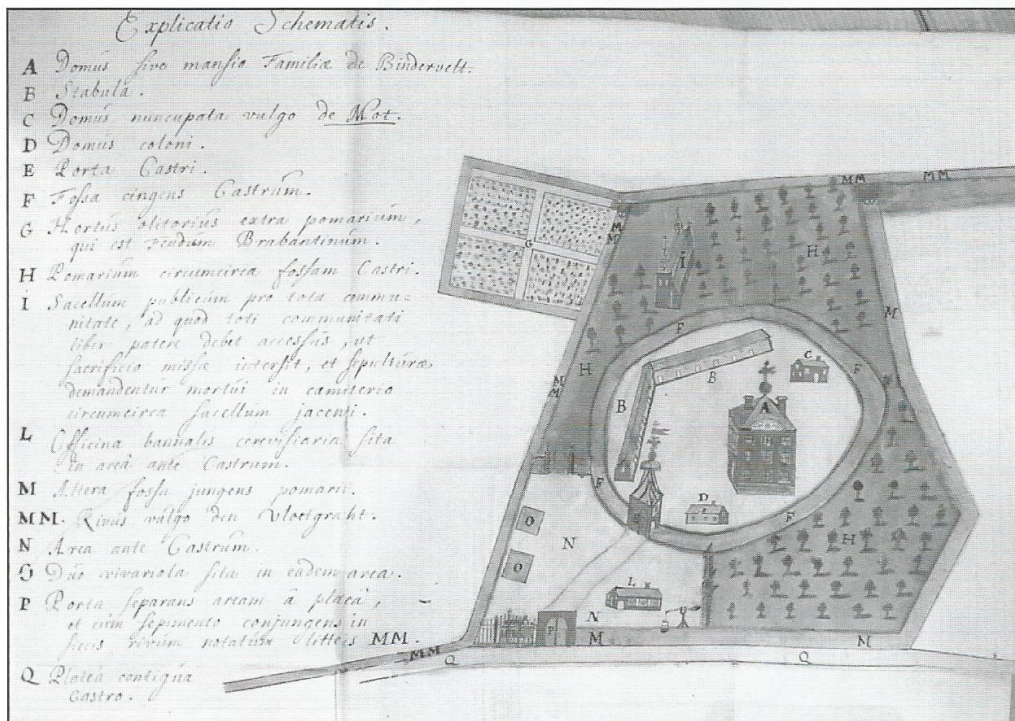 Explicatio Schematis.
A Domus sive mansio Familiæ de Bindervelt.
B Stabula.
C Domus nuncupata vulgo de Mot.
D Domus coloni.
E Porta Castri.
F Fossa cingens Castrum.
G Hortus olitorius extra pomarium,
qui est Feudum Brabantinum.
H Pomarium circumcirca fossam Castri.
I Sacellum publicum pro tota commu-
nitate, ad quod toti communitati
liber patere debet accessus, ut
sacrificio missæ intersit, et sepulturæ
demandentur mortui in cæmiterio
circumcirca sacellum jacenti.
L Officina bannalis cerevisiaria sita
in areâ ante Castrum.
M Altera fossa jungens pomarii.
MM. Rivus vulgo den Vloetgraht.
N Area ante Castrum.
O Duo vivariola sita in eadem area.
P Porta separans aream à plateâ,
et cum sepimento conjungens in
siccis rivum notatum litteris MM.
Q Platea contigua
Castro.
MM
MM
G
I
H
M
M
M
F
C
H
F
B
A
M
M
B
F
D
F
H
O
N
O
L
N
P
M
M
MM
Q
Q